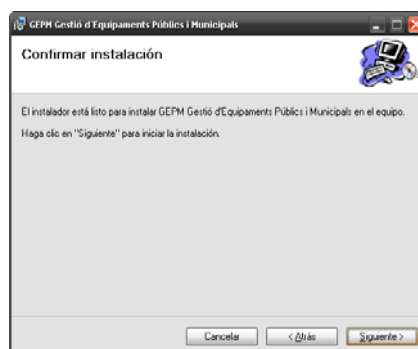 GEPM Gestió d'Equipaments Públics i Municipals
Confirmar instalación
El instalador está listo para instalar GEPM Gestió d'Equipaments Públics i Municipals en el equipo.
Haga clic en "Siguiente" para iniciar la instalación.
Cancelar
< Atrás
Siguiente >